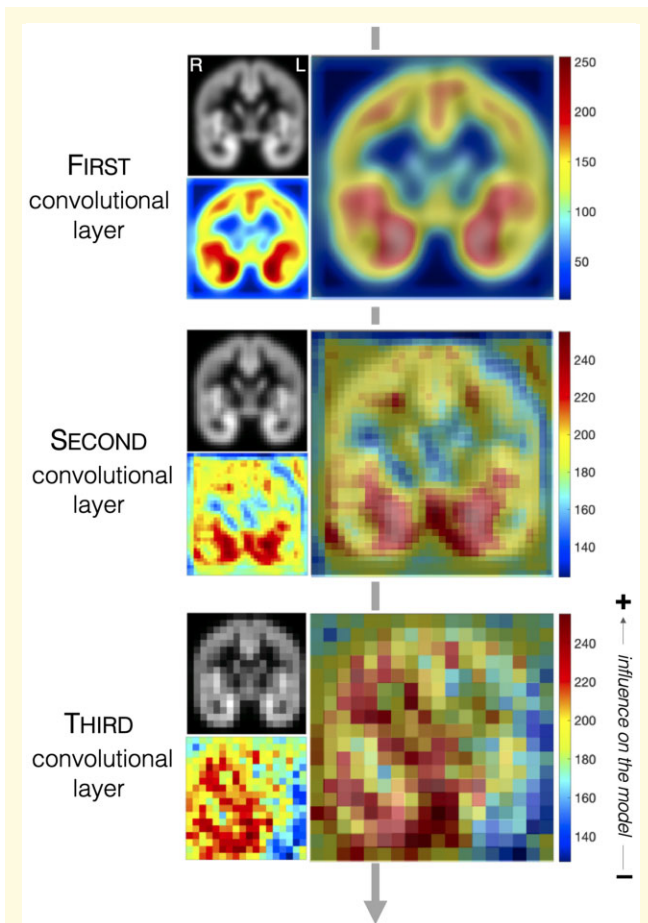 R L
250
200
150
100
50
FIRST
convolutional
layer
240
220
200
180
160
140
SECOND
convolutional
layer
+
influence on the model
−
240
220
200
180
160
140
THIRD
convolutional
layer